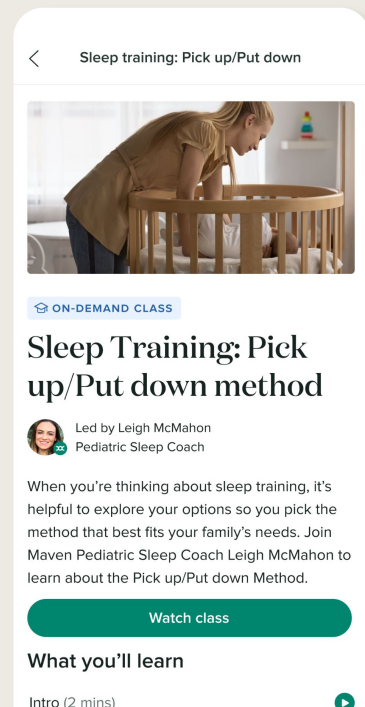 Sleep training: Pick up/Put down
ON-DEMAND CLASS
Sleep Training: Pick
up/Put down method
Led by Leigh McMahon
Pediatric Sleep Coach
When you’re thinking about sleep training, it’s
helpful to explore your options so you pick the
method that best fits your family’s needs. Join
Maven Pediatric Sleep Coach Leigh McMahon to
learn about the Pick up/Put down Method.
Watch class
What you’ll learn
Intro (2 mins)